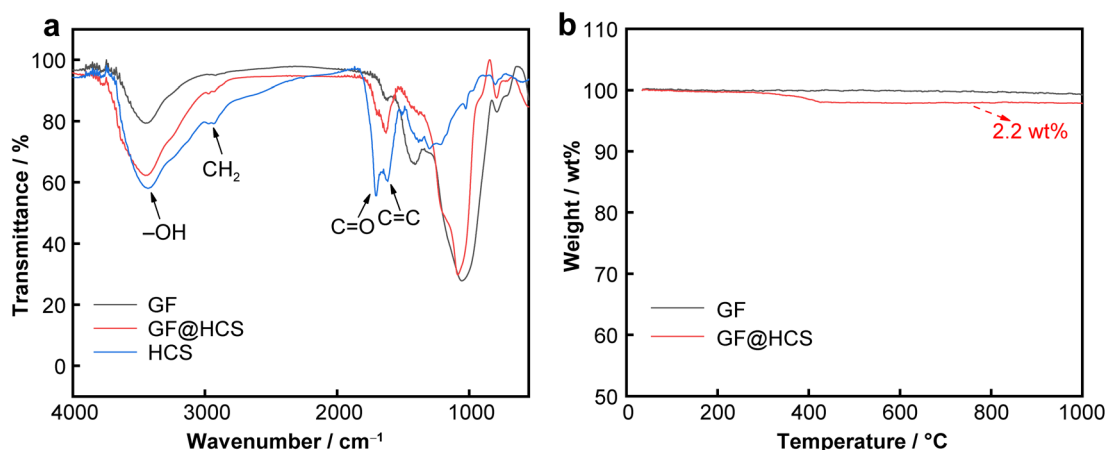 a
100
80
60
40
20
0
Transmittance / %
–OH
CH₂
C=O
C=C
GF
GF@HCS
HCS
4000
3000
2000
1000
Wavenumber / cm⁻¹
b
110
100
90
80
70
60
50
Weight / wt%
2.2 wt%
GF
GF@HCS
0
200
400
600
800
1000
Temperature / °C